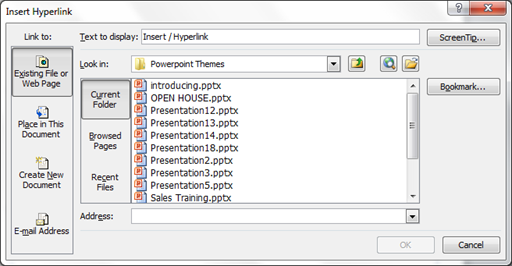 Insert Hyperlink
Link to:
Text to display: Insert / Hyperlink
ScreenTip...
Existing File or
Web Page
Look in: Powerpoint Themes
Current
Folder
introducing.pptx
OPEN HOUSE.pptx
Bookmark...
Presentation12.pptx
Presentation13.pptx
Place in This
Document
Browsed
Pages
Presentation14.pptx
Presentation18.pptx
Presentation2.pptx
Create New
Document
Recent
Files
Presentation3.pptx
Presentation5.pptx
Sales Training.pptx
E-mail Address
Address:
OK
Cancel